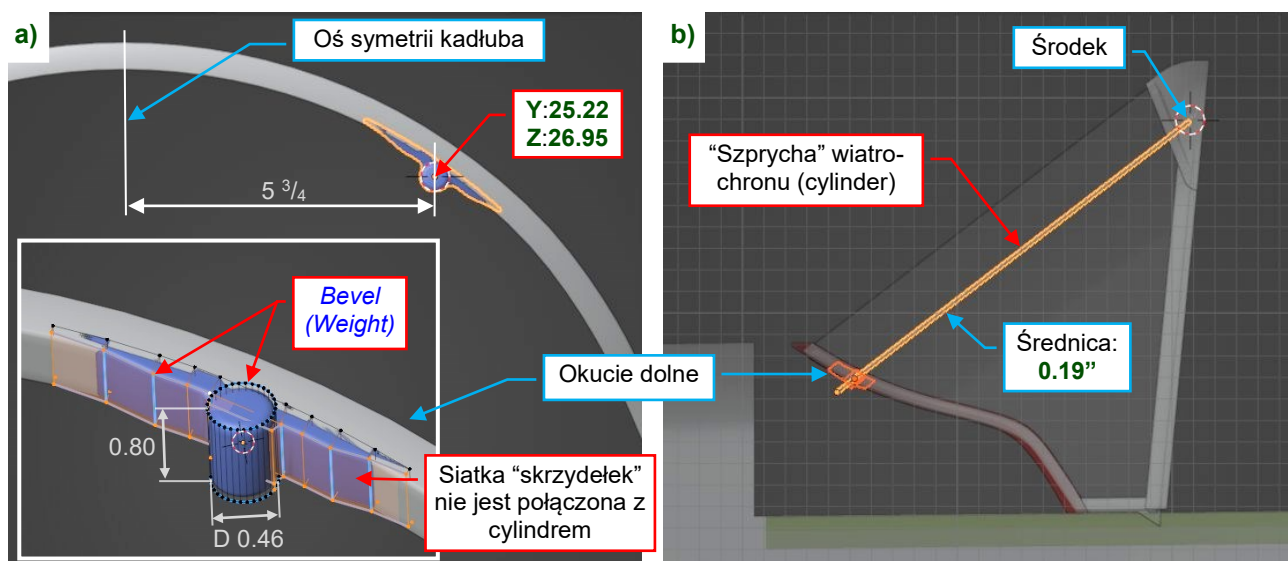 a)
Oś symetrii kadłuba
Y:25.22
Z:26.95
5 3/4
Bevel
(Weight)
0.80
D 0.46
Okucie dolne
Siatka “skrzydełek”
nie jest połączona z
cylindrem
b)
Środek
“Szprycha” wiatro-
chronu (cylinder)
Średnica:
0.19”